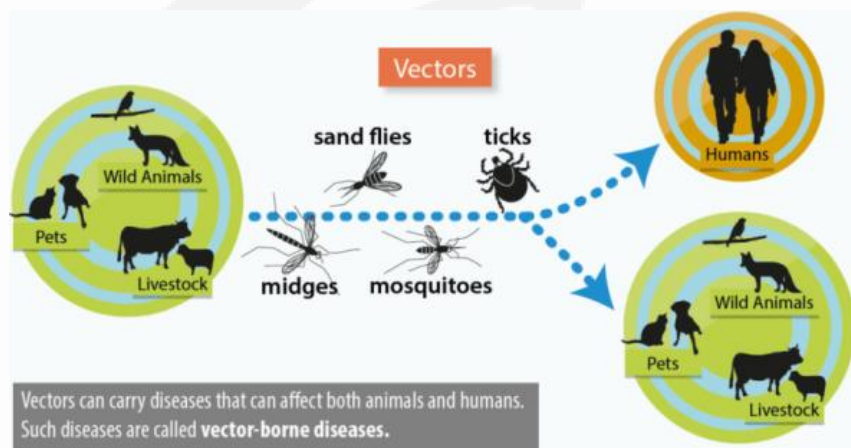 Vectors
sand flies
ticks
midges
mosquitoes
Wild Animals
Pets
Livestock
Humans
Wild Animals
Pets
Livestock
Vectors can carry diseases that can affect both animals and humans.
Such diseases are called vector-borne diseases.